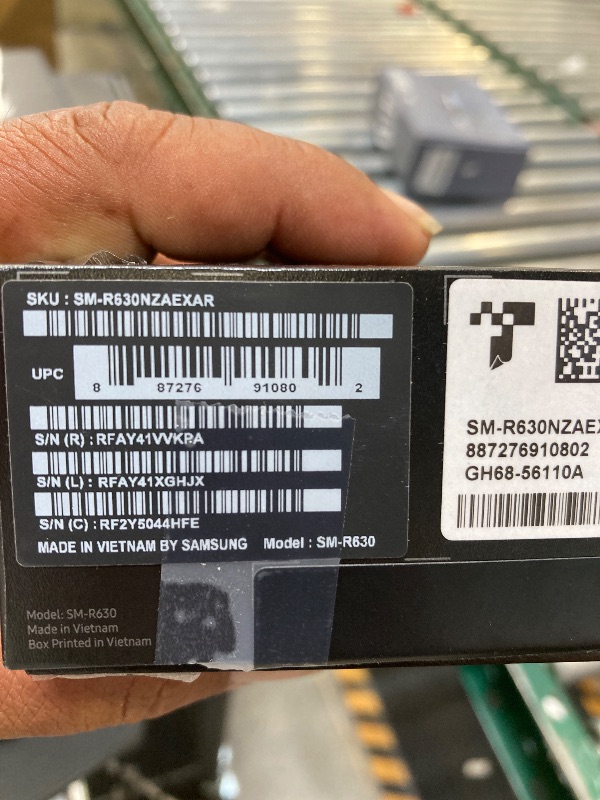 SKU : SM-R630NZAEXAR
UPC
8 87276 91080 2
S/N (R) : RFAY41VVKPA
S/N (L) : RFAY41XGHJX
S/N (C) : RF2Y5044HFE
MADE IN VIETNAM BY SAMSUNG Model : SM-R630
Model: SM-R630
Made in Vietnam
Box Printed in Vietnam
SM-R630NZAEX
887276910802
GH68-56110A